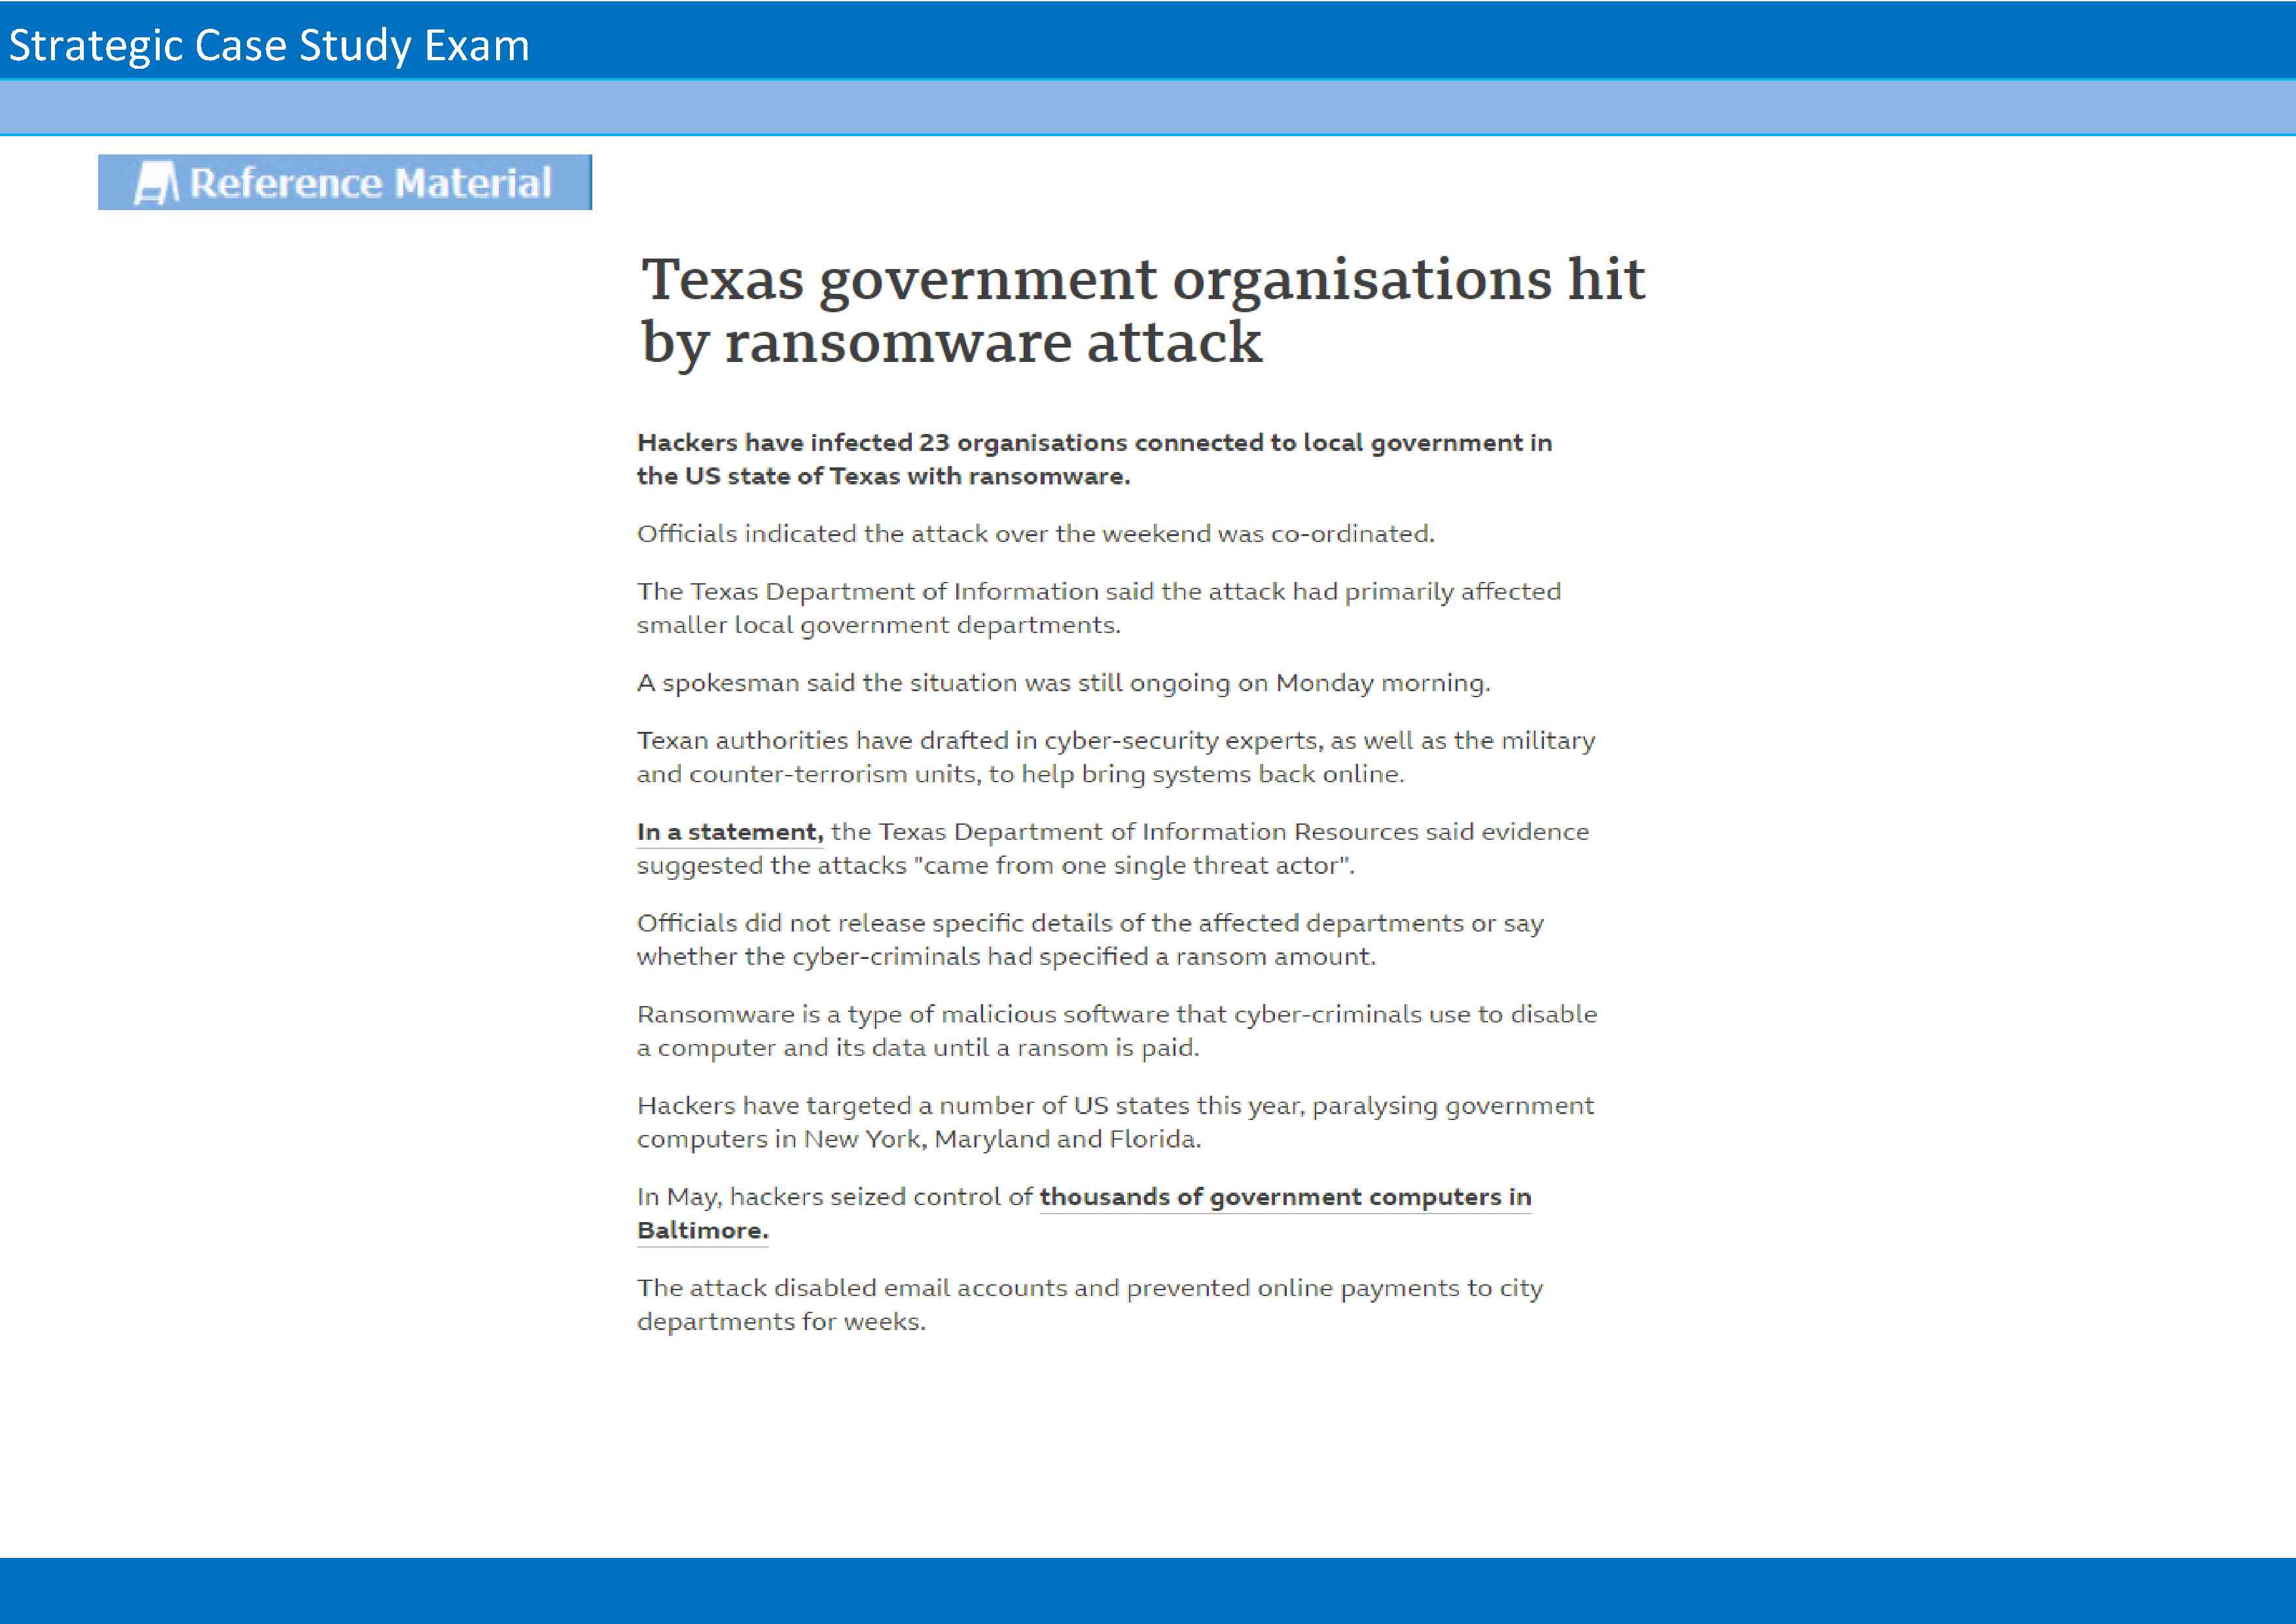 Strategic Case Study Exam
Reference Material
Texas government organisations hit
by ransomware attack
Hackers have infected 23 organisations connected to local government in
the US state of Texas with ransomware.
Officials indicated the attack over the weekend was co-ordinated.
The Texas Department of Information said the attack had primarily affected
smaller local government departments.
A spokesman said the situation was still ongoing on Monday morning.
Texan authorities have drafted in cyber-security experts, as well as the military
and counter-terrorism units, to help bring systems back online.
In a statement, the Texas Department of Information Resources said evidence
suggested the attacks "came from one single threat actor".
Officials did not release specific details of the affected departments or say
whether the cyber-criminals had specified a ransom amount.
Ransomware is a type of malicious software that cyber-criminals use to disable
a computer and its data until a ransom is paid.
Hackers have targeted a number of US states this year, paralysing government
computers in New York, Maryland and Florida.
In May, hackers seized control of thousands of government computers in
Baltimore.
The attack disabled email accounts and prevented online payments to city
departments for weeks.